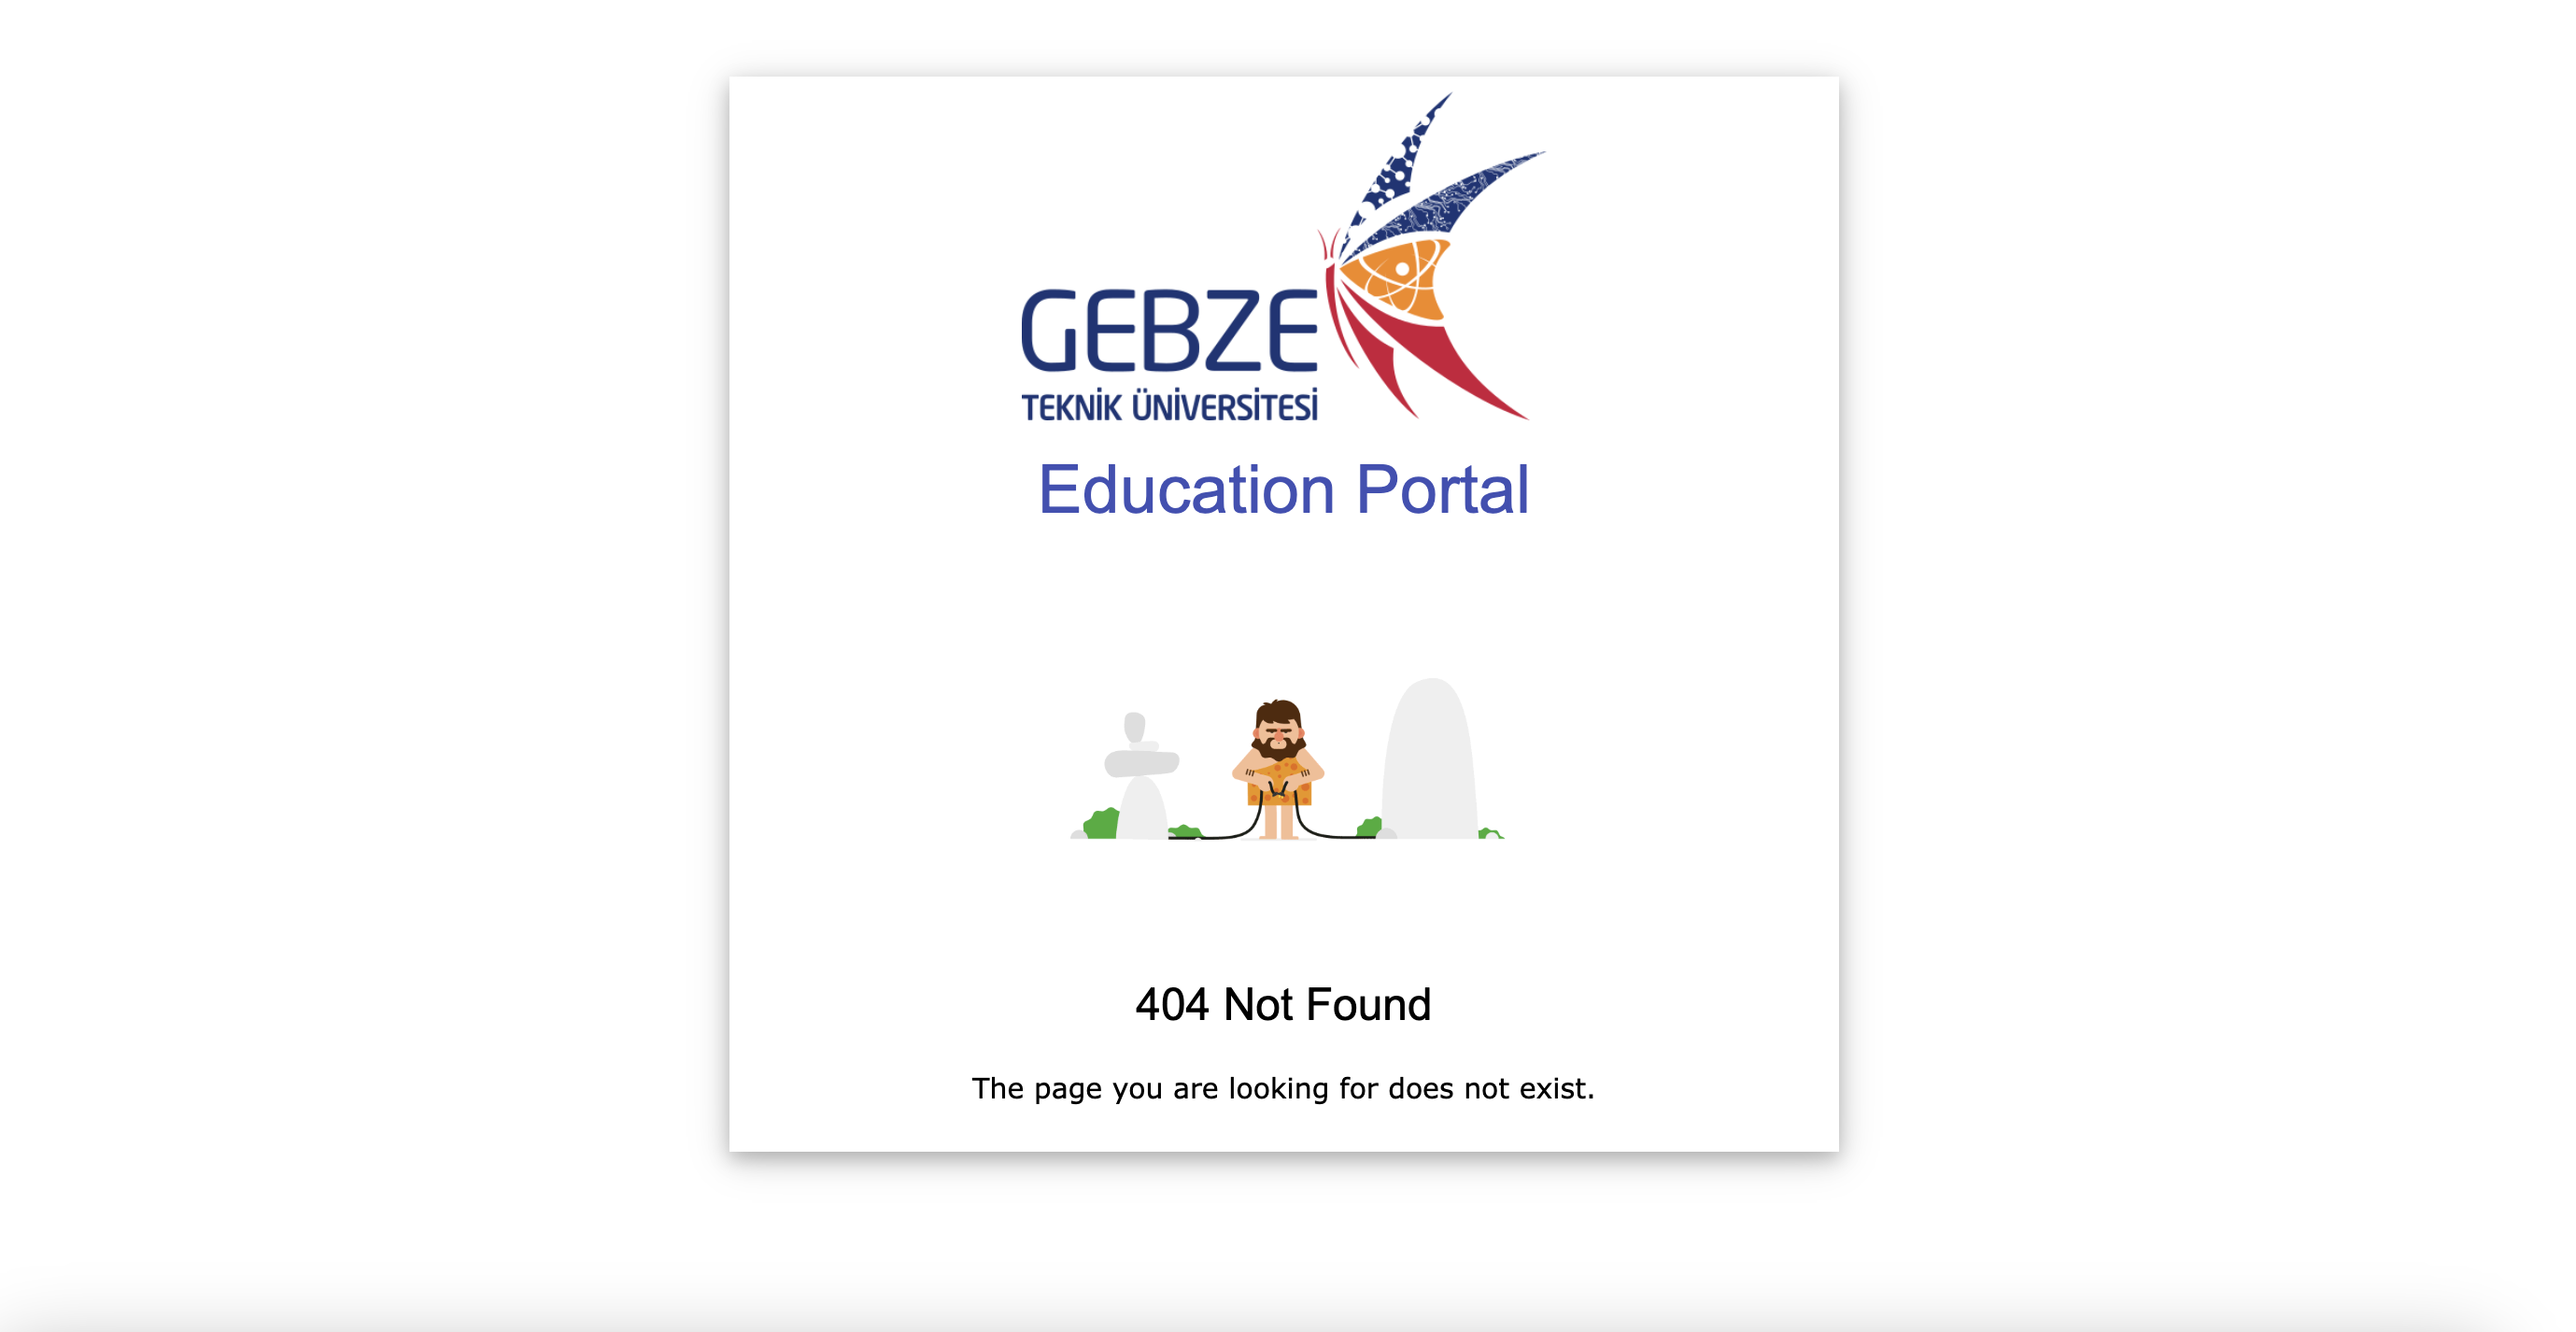 GEBZE
TEKNİK ÜNİVERSİTESİ
Education Portal
404 Not Found
The page you are looking for does not exist.